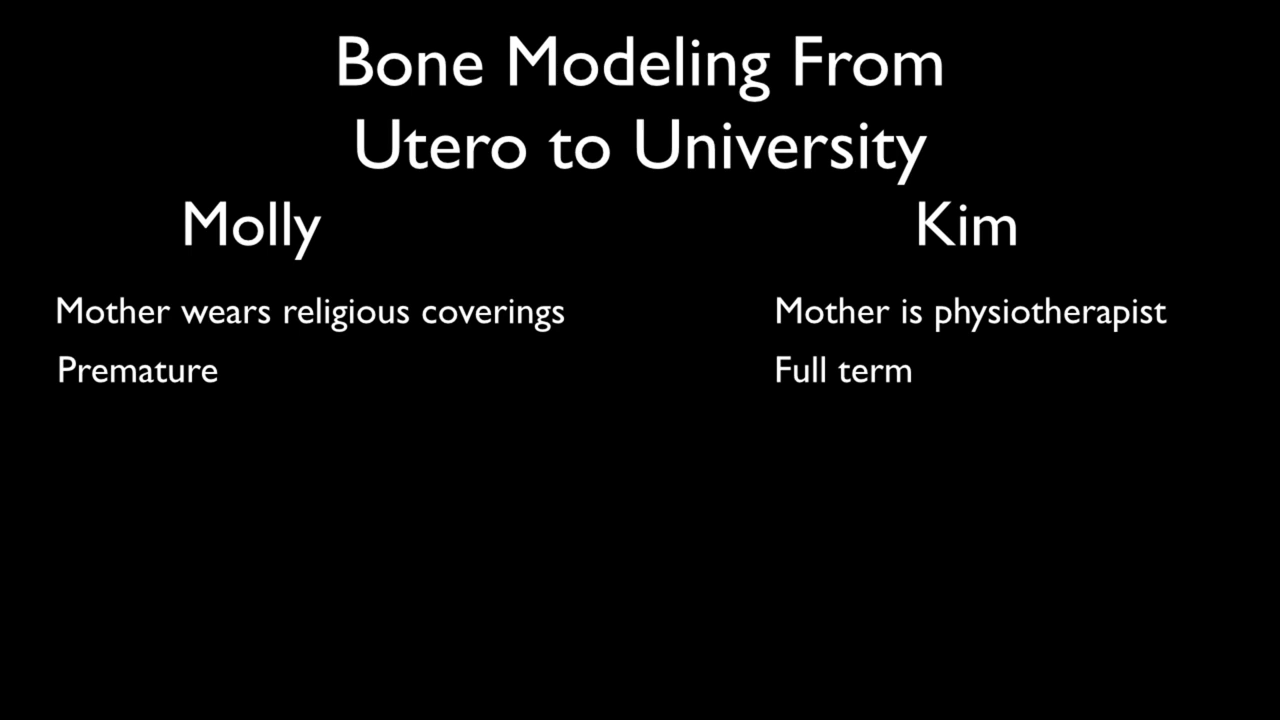 Bone Modeling From
Utero to University
Molly
Kim
Mother wears religious coverings
Mother is physiotherapist
Premature
Full term